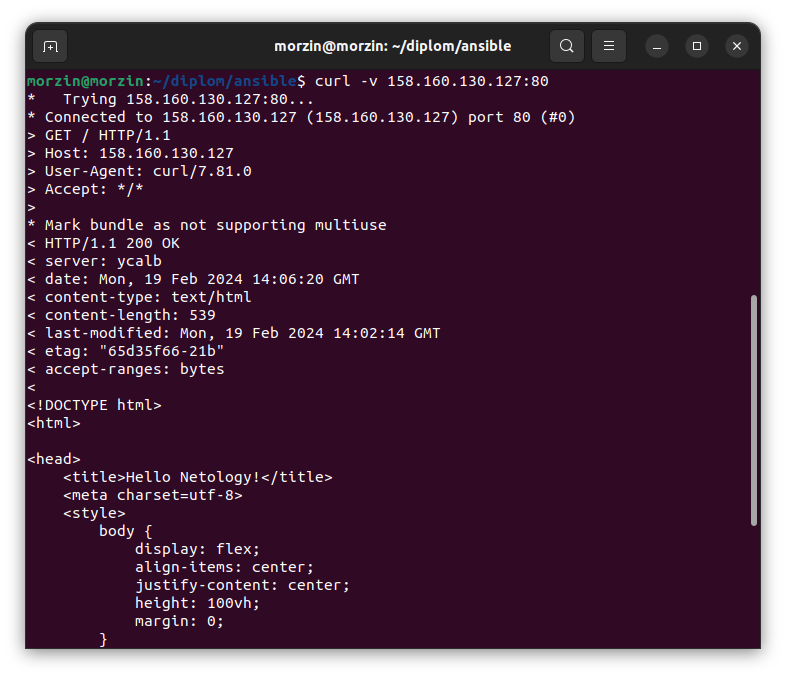 morzin@morzin: ~/diplom/ansible
morzin@morzin:~/diplom/ansible$ curl -v 158.160.130.127:80
*   Trying 158.160.130.127:80...
* Connected to 158.160.130.127 (158.160.130.127) port 80 (#0)
> GET / HTTP/1.1
> Host: 158.160.130.127
> User-Agent: curl/7.81.0
> Accept: */*
>
* Mark bundle as not supporting multiuse
< HTTP/1.1 200 OK
< server: ycalb
< date: Mon, 19 Feb 2024 14:06:20 GMT
< content-type: text/html
< content-length: 539
< last-modified: Mon, 19 Feb 2024 14:02:14 GMT
< etag: "65d35f66-21b"
< accept-ranges: bytes
<
<!DOCTYPE html>
<html>

<head>
    <title>Hello Netology!</title>
    <meta charset=utf-8>
    <style>
        body {
            display: flex;
            align-items: center;
            justify-content: center;
            height: 100vh;
            margin: 0;
        }